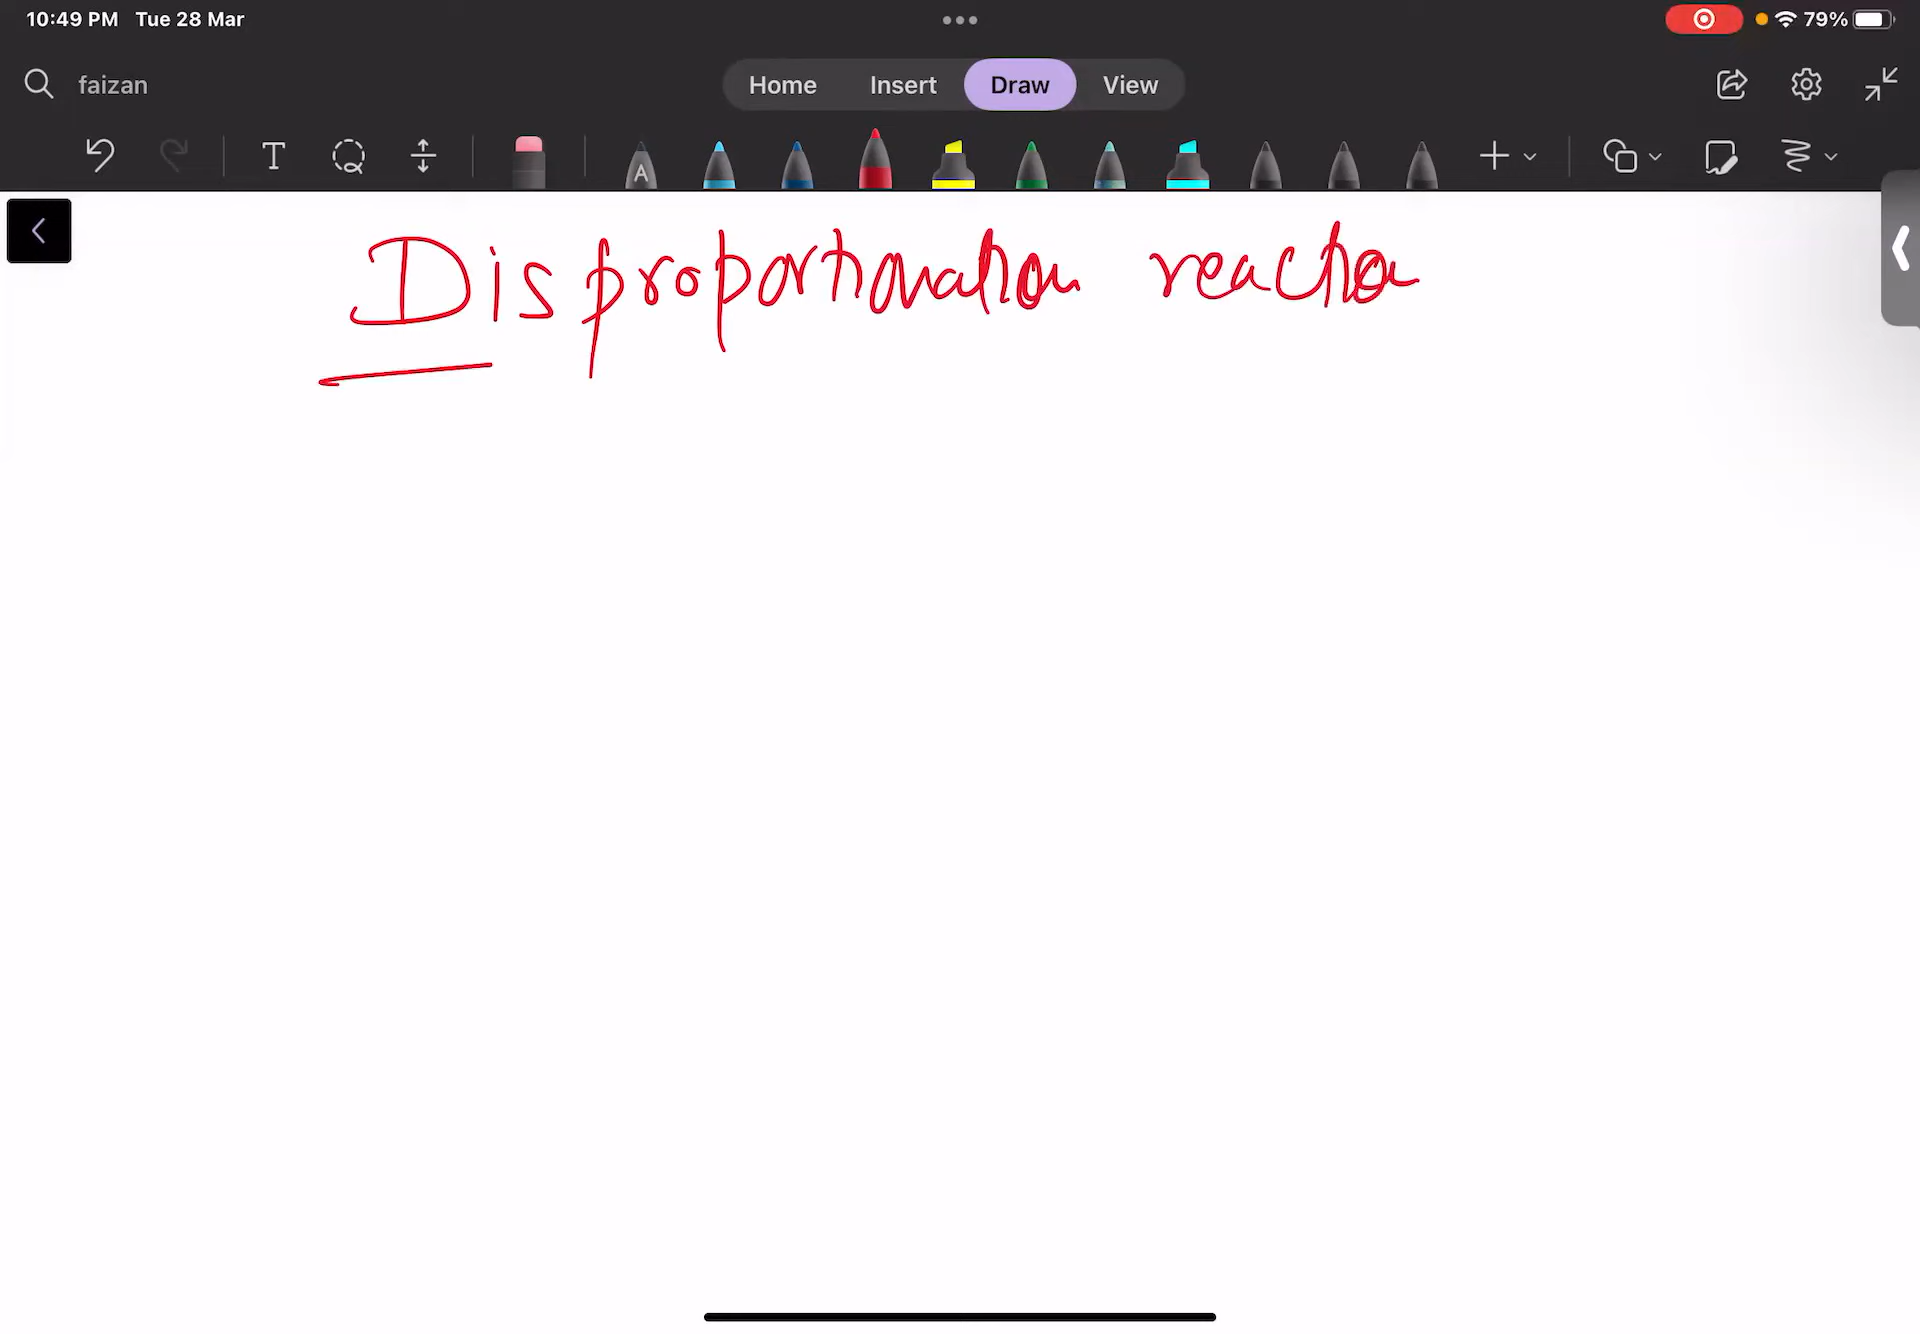 10:49 PM Tue 28 Mar 79%
faizan Home Insert Draw View
T A
Disproportionation reaction